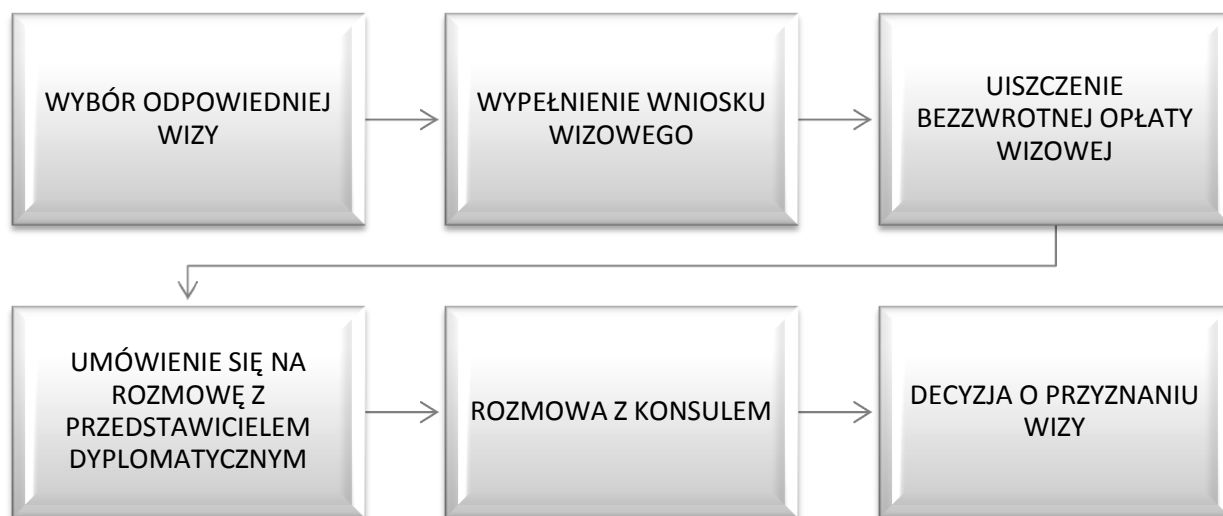 WYBÓR ODPOWIEDNIEJ
WIZY
WYPEŁNIENIE WNIOSKU
WIZOWEGO
UISZCZENIE
BEZZWROTNEJ OPŁATY
WIZOWEJ
UMÓWIENIE SIĘ NA
ROZMOWĘ Z
PRZEDSTAWICIELEM
DYPLOMATYCZNYM
ROZMOWA Z KONSULEM
DECYZJA O PRZYZNANIU
WIZY